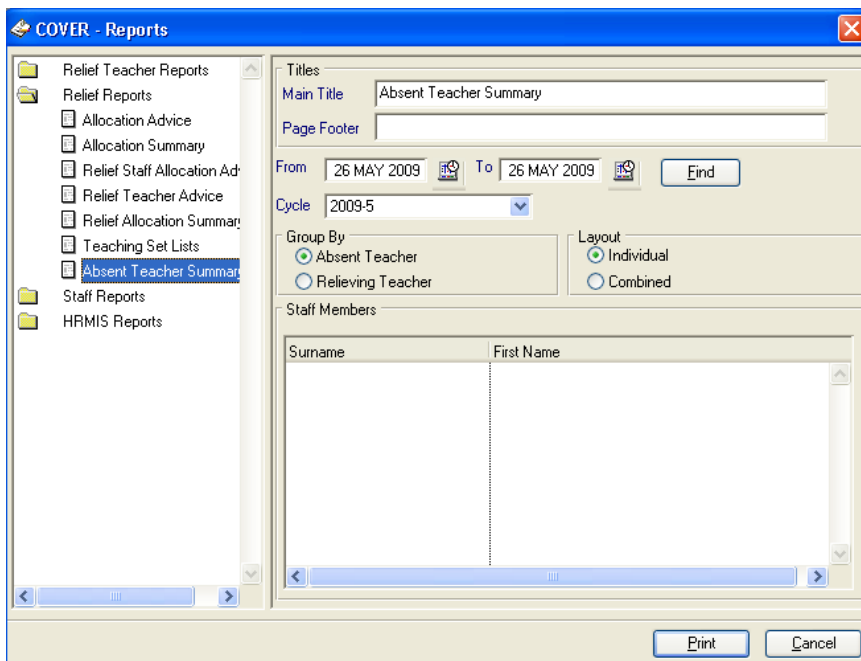 COVER - Reports
Relief Teacher Reports
Relief Reports
Allocation Advice
Allocation Summary
Relief Staff Allocation Ad
Relief Teacher Advice
Relief Allocation Summar
Teaching Set Lists
Absent Teacher Summar
Staff Reports
HRMIS Reports
Titles
Main Title Absent Teacher Summary
Page Footer
From 26 MAY 2009 To 26 MAY 2009 Find
Cycle 2009-5
Group By Layout
Absent Teacher Individual
Relieving Teacher Combined
Staff Members
Surname First Name
Print Cancel